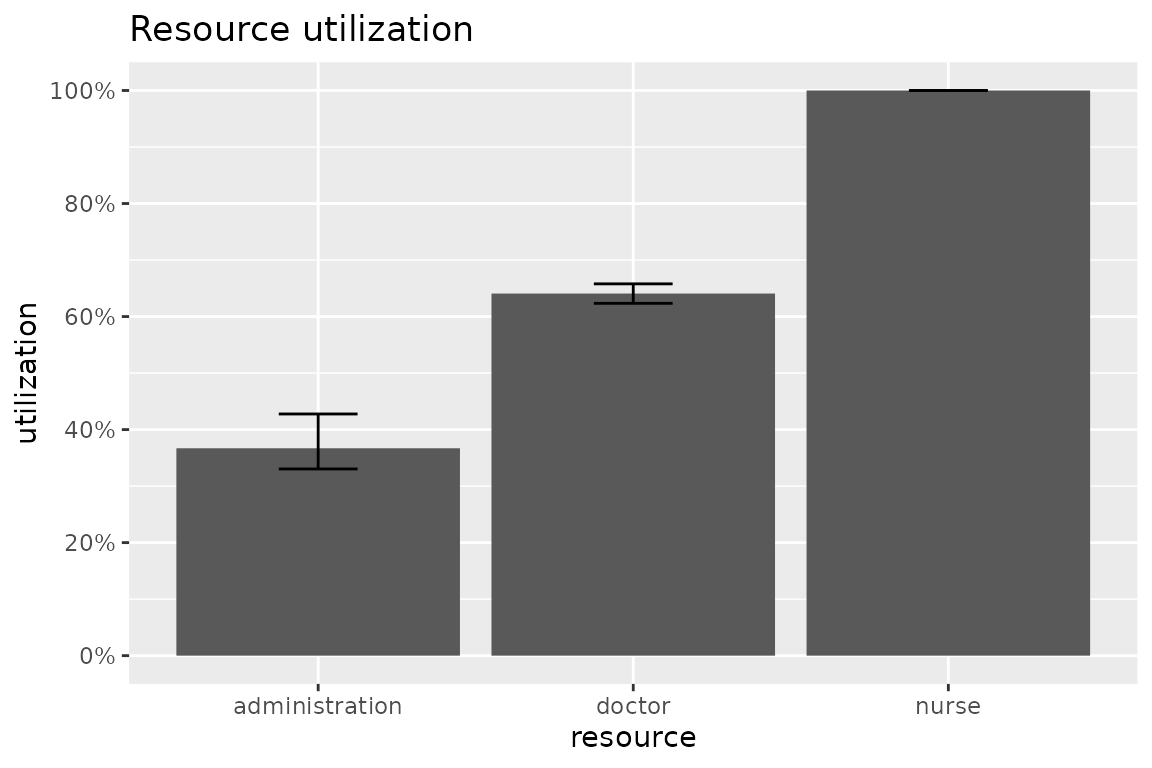 Resource utilization
100%
80%
60%
40%
20%
0%
utilization
administration doctor nurse
resource